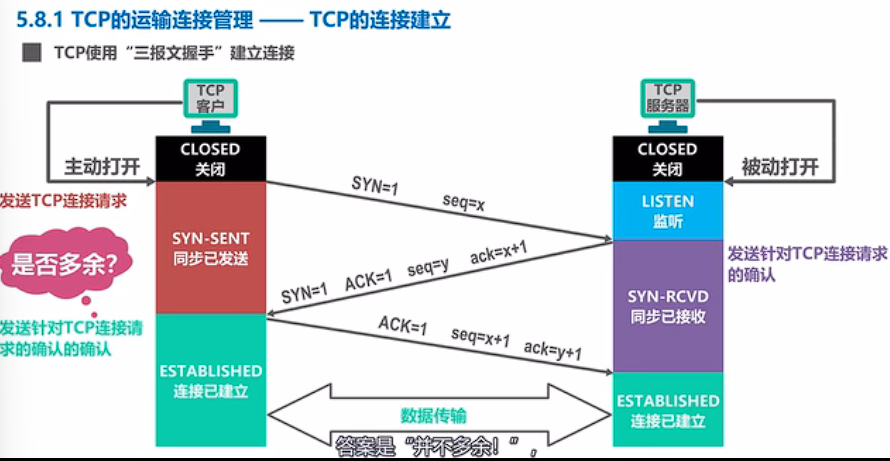 5.8.1 TCP的运输连接管理 —— TCP的连接建立
TCP使用“三报文握手”建立连接
TCP
客户
TCP
服务器
CLOSED
关闭
CLOSED
关闭
主动打开
被动打开
发送TCP连接请求
SYN=1 seq=x
LISTEN
监听
SYN-SENT
同步已发送
是否多余?
发送针对TCP连接请求
的确认
SYN=1 ACK=1 seq=y ack=x+1
SYN-RCVD
同步已接收
发送针对TCP连接请
求的确认的确认
ACK=1 seq=x+1 ack=y+1
ESTABLISHED
连接已建立
ESTABLISHED
连接已建立
数据传输
答案是“并不多余!”，